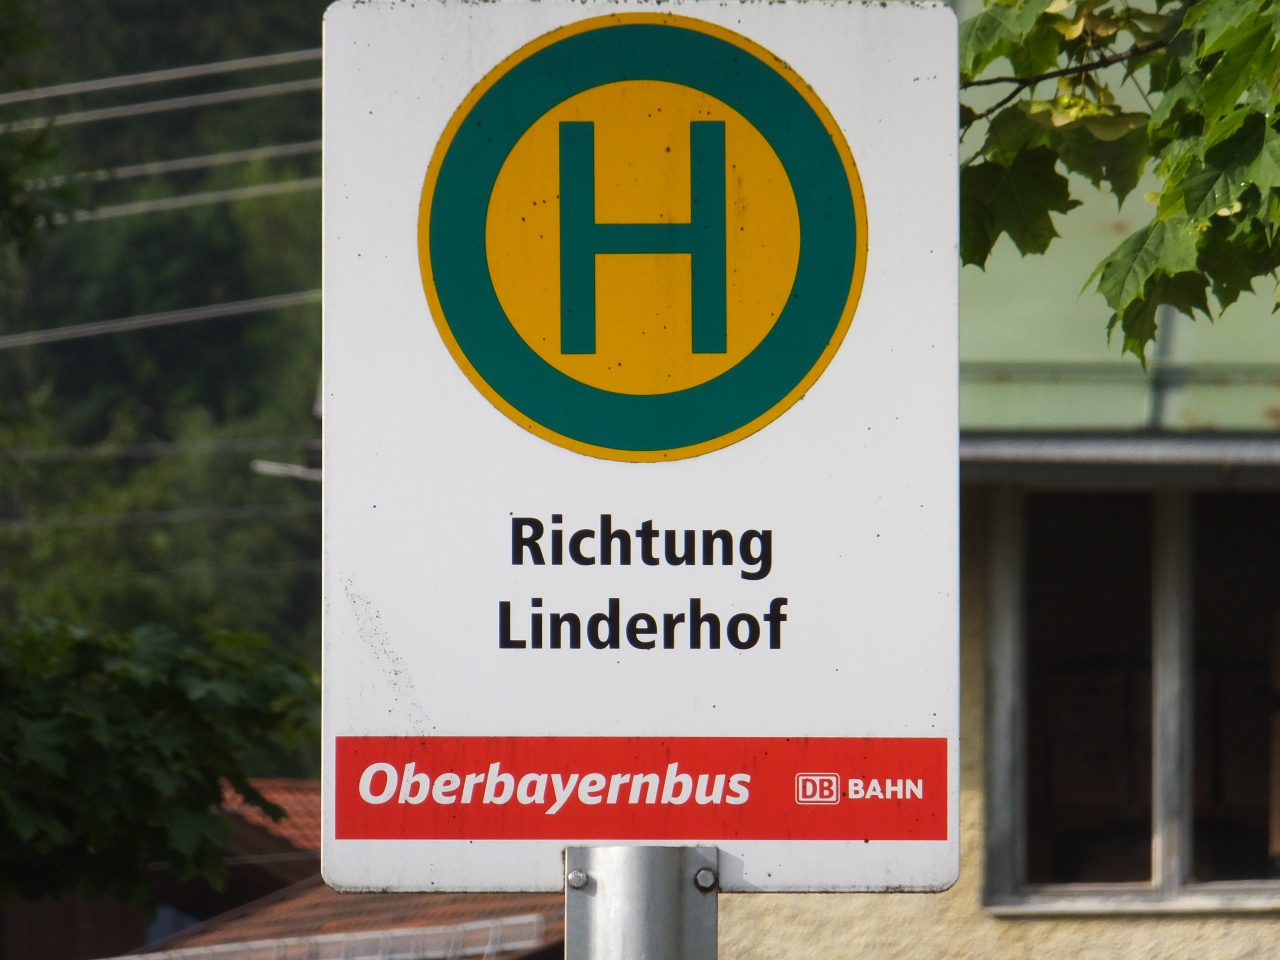 H
Richtung
Linderhof
Oberbayernbus DB BAHN